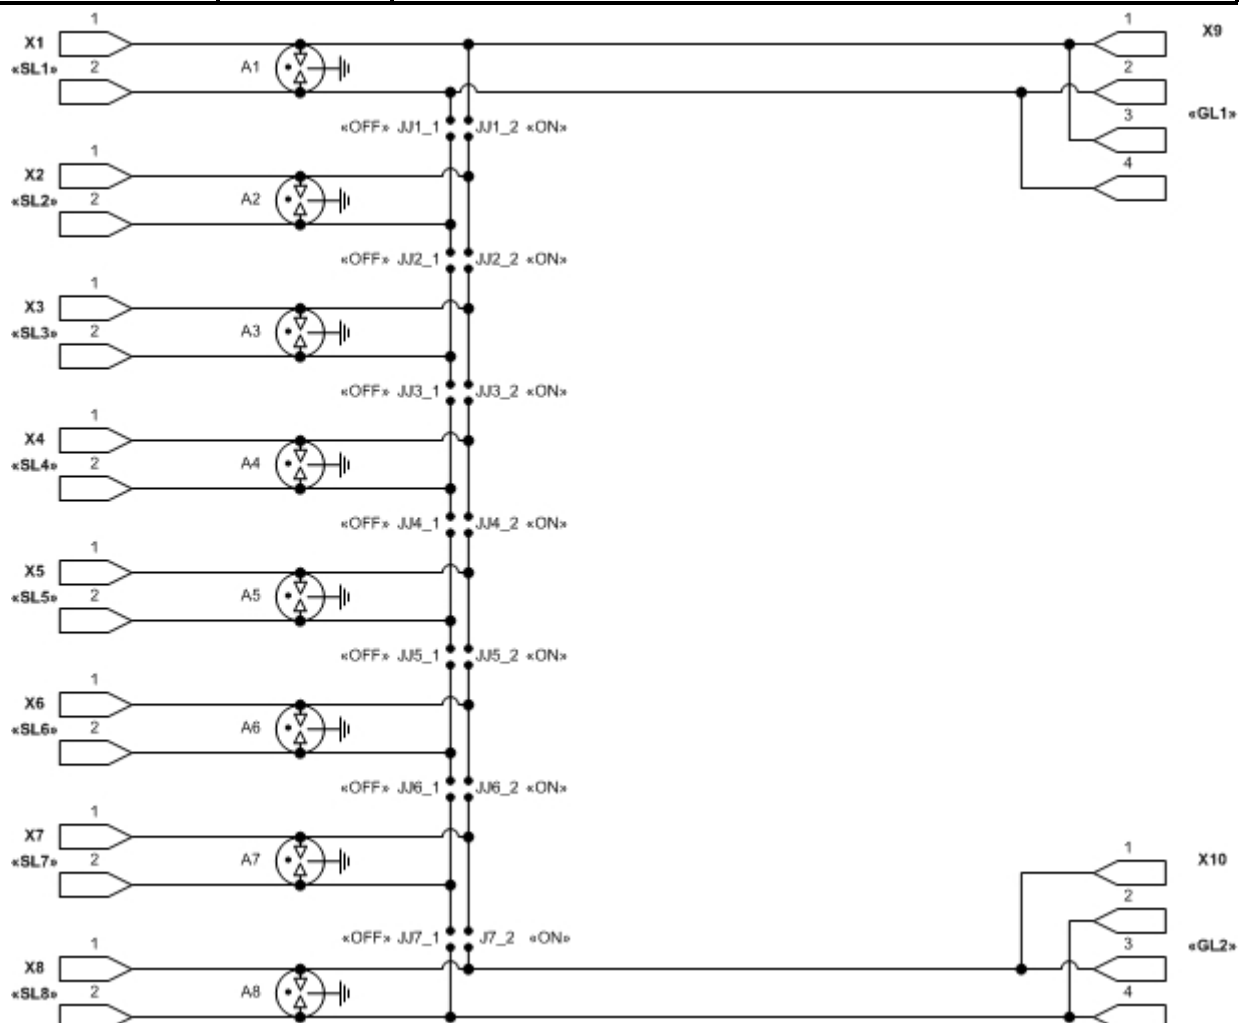 1 1
X1 X9
A1
«SL1» 2 2
«GL1»
3
«OFF» JJ1_1 JJ1_2 «ON»
1 4
X2
«SL2» 2 A2
«OFF» JJ2_1 JJ2_2 «ON»
1
X3
«SL3» 2 A3
«OFF» JJ3_1 JJ3_2 «ON»
1
X4
«SL4» 2 A4
«OFF» JJ4_1 JJ4_2 «ON»
1
X5
«SL5» 2 A5
«OFF» JJ5_1 JJ5_2 «ON»
1
X6
«SL6» 2 A6
«OFF» JJ6_1 JJ6_2 «ON»
1
X7
«SL7» 2 A7
1 X10
2
«OFF» JJ7_1 J7_2 «ON»
1 3 «GL2»
X8
«SL8» 2 A8 4